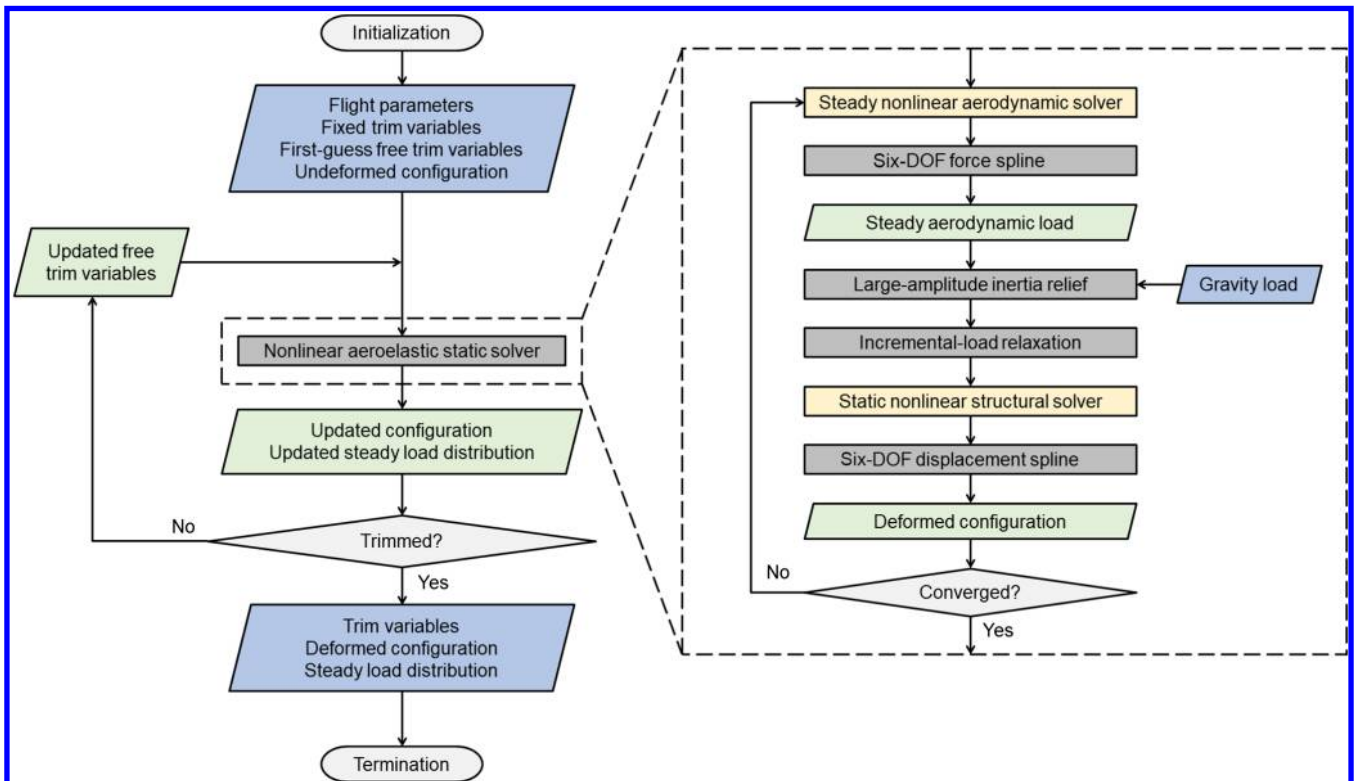 Initialization
Flight parameters
Fixed trim variables
First-guess free trim variables
Undeformed configuration
Updated free
trim variables
Nonlinear aeroelastic static solver
Updated configuration
Updated steady load distribution
No
Trimmed?
Yes
Trim variables
Deformed configuration
Steady load distribution
Termination
Steady nonlinear aerodynamic solver
Six-DOF force spline
Steady aerodynamic load
Large-amplitude inertia relief
Gravity load
Incremental-load relaxation
Static nonlinear structural solver
Six-DOF displacement spline
Deformed configuration
No
Converged?
Yes